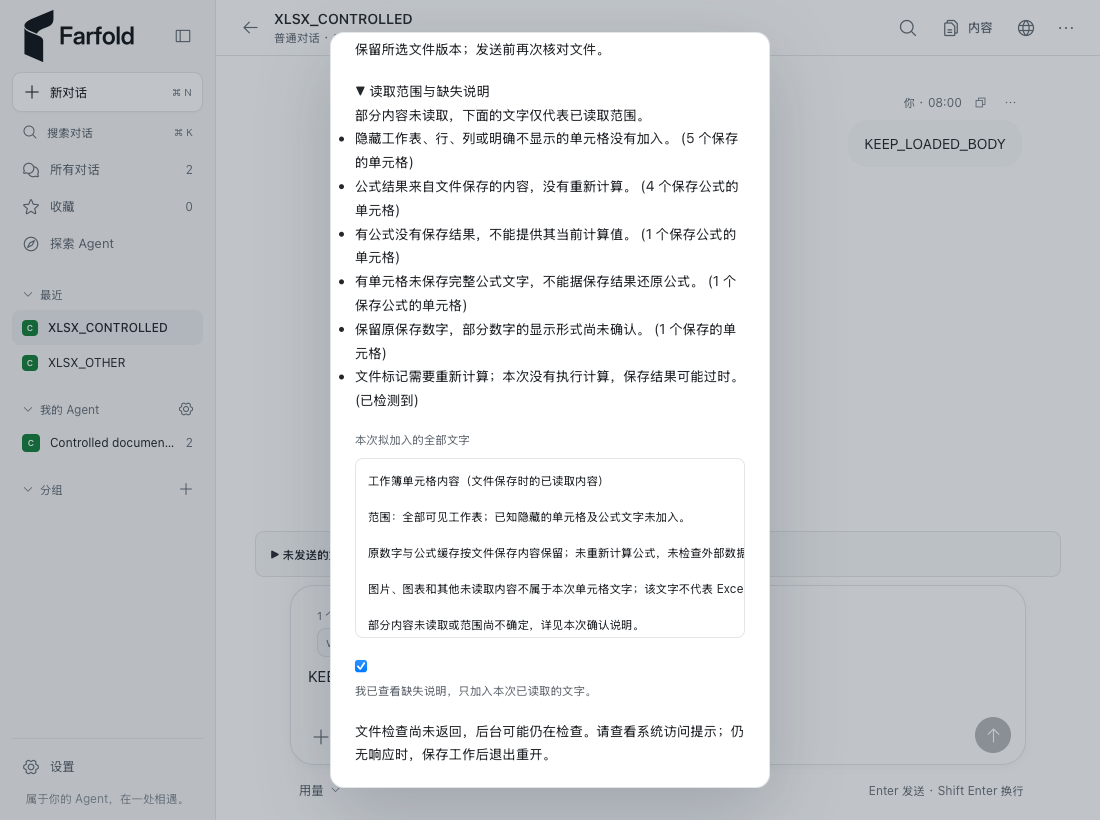 Farfold
新对话
⌘ N
搜索对话
⌘ K
所有对话
2
收藏
0
探索 Agent
最近
C
XLSX_CONTROLLED
C
XLSX_OTHER
我的 Agent
C
Controlled documen...
2
分组
设置
属于你的 Agent，在一处相遇。
XLSX_CONTROLLED
普通对话 ·
内容
你 · 08:00
KEEP_LOADED_BODY
保留所选文件版本；发送前再次核对文件。
▼ 读取范围与缺失说明
部分内容未读取，下面的文字仅代表已读取范围。
• 隐藏工作表、行、列或明确不显示的单元格没有加入。 (5 个保存
的单元格)
• 公式结果来自文件保存的内容，没有重新计算。 (4 个保存公式的
单元格)
• 有公式没有保存结果，不能提供其当前计算值。 (1 个保存公式的
单元格)
• 有单元格未保存完整公式文字，不能据保存结果还原公式。 (1 个
保存公式的单元格)
• 保留原保存数字，部分数字的显示形式尚未确认。 (1 个保存的单
元格)
• 文件标记需要重新计算；本次没有执行计算，保存结果可能过时。
(已检测到)
本次拟加入的全部文字
工作簿单元格内容（文件保存时的已读取内容）
范围：全部可见工作表；已知隐藏的单元格及公式文字未加入。
原数字与公式缓存按文件保存内容保留；未重新计算公式，未检查外部数据
图片、图表和其他未读取内容不属于本次单元格文字；该文字不代表 Exce
部分内容未读取或范围尚不确定，详见本次确认说明。
我已查看缺失说明，只加入本次已读取的文字。
文件检查尚未返回，后台可能仍在检查。请查看系统访问提示；仍
无响应时，保存工作后退出重开。
▶ 未发送的
KEE
用量
Enter 发送 · Shift Enter 换行